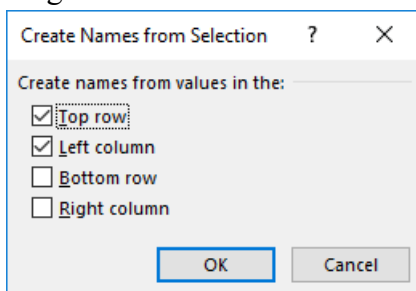 Create Names from Selection ? ×
Create names from values in the:
Top row
Left column
Bottom row
Right column
OK Cancel